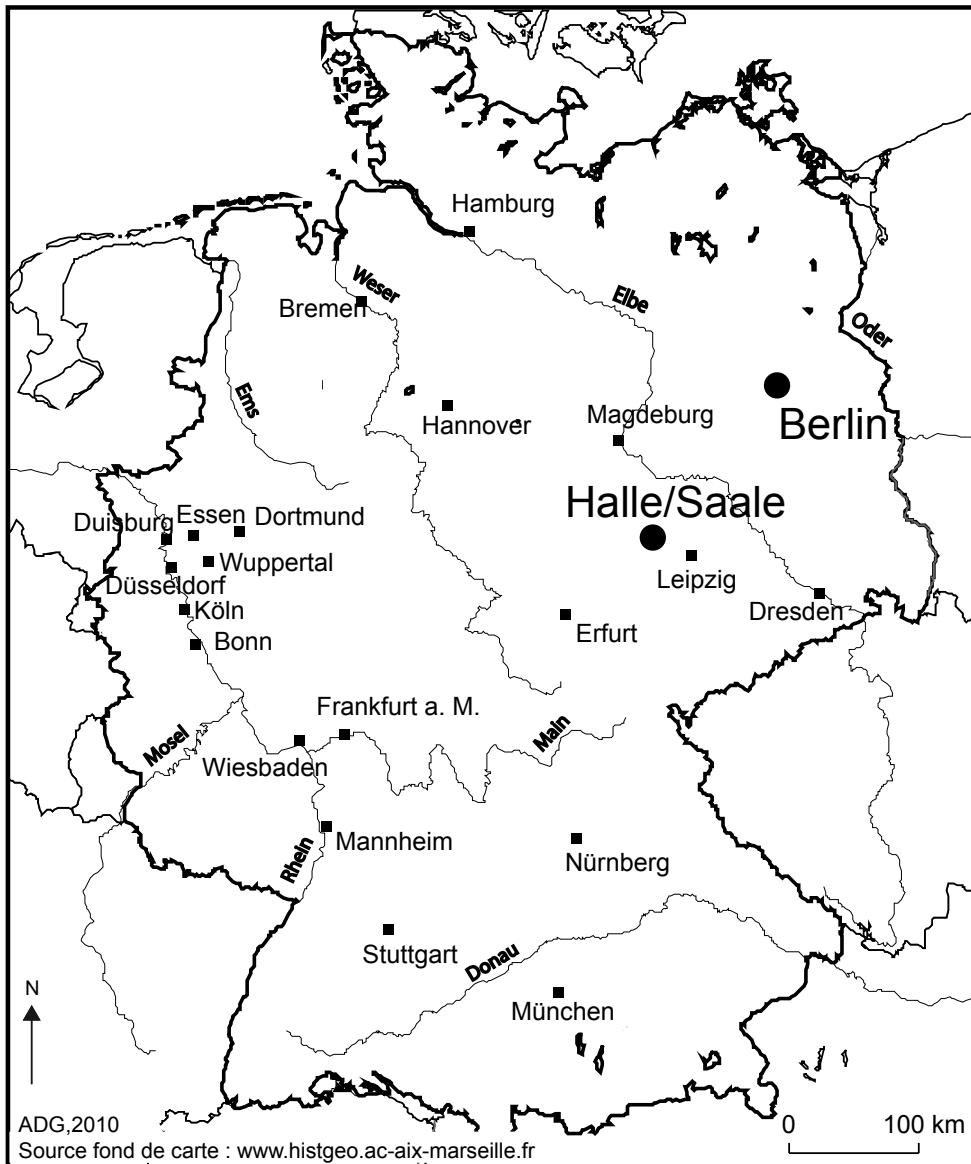 Hamburg
Weser
Elbe
Bremen
Oder
Ems
Hannover
Magdeburg
Berlin
Halle/Saale
Duisburg
Essen
Dortmund
Wuppertal
Leipzig
Düsseldorf
Köln
Dresden
Erfurt
Bonn
Frankfurt a. M.
Mosel
Main
Wiesbaden
Mannheim
Rhein
Nürnberg
Stuttgart
Donau
N
München
ADG,2010
0 100 km
Source fond de carte : www.histgeo.ac-aix-marseille.fr